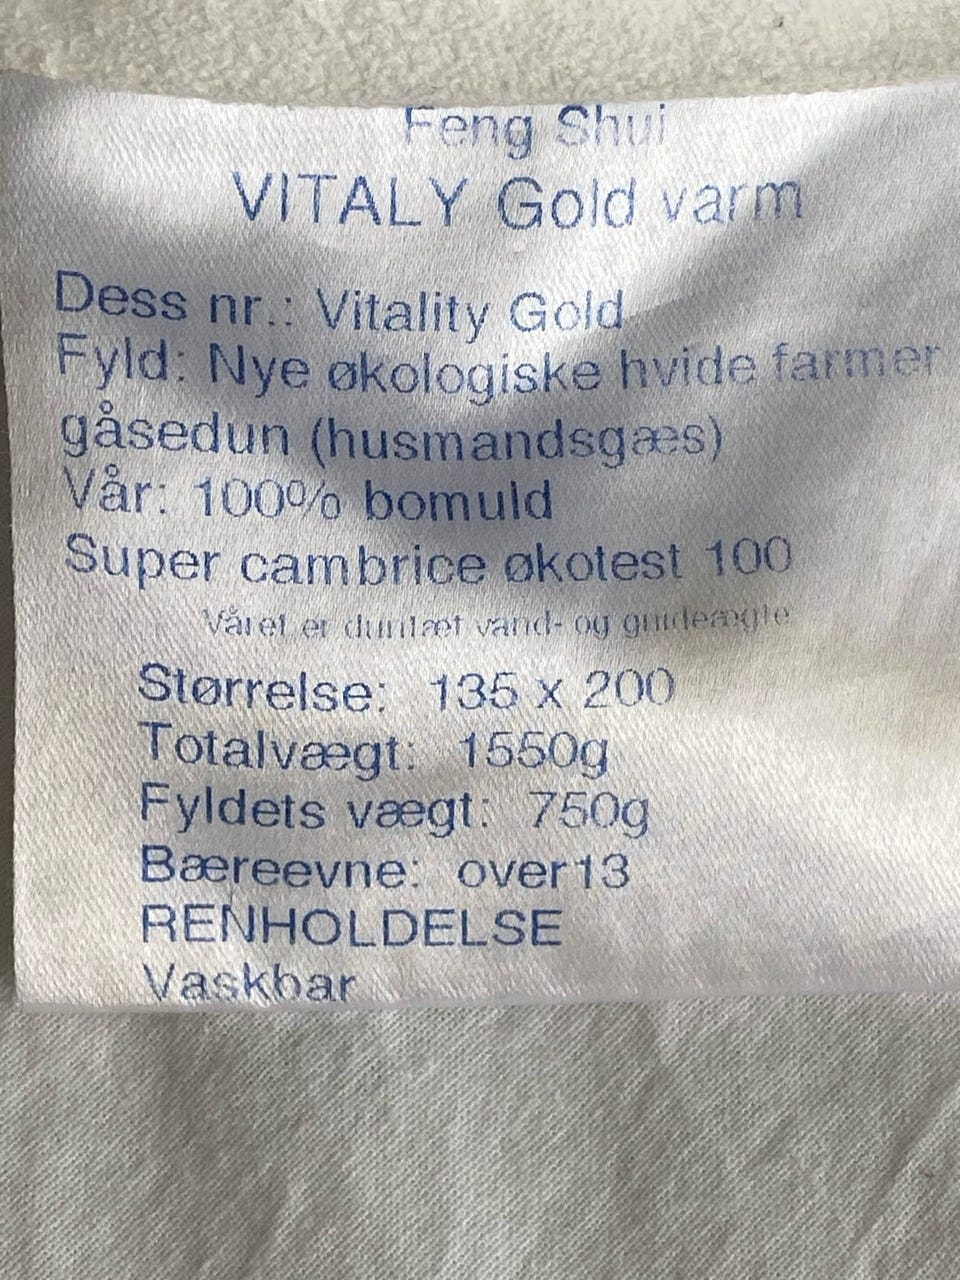 Feng Shui
VITALY Gold varm
Dess nr.: Vitality Gold
Fyld: Nye økologiske hvide farmer
gåsedun (husmandsgæs)
Vår: 100% bomuld
Super cambrice økotest 100
Våret er duntæt vand- og gnideægte
Størrelse: 135 x 200
Totalvægt: 1550g
Fyldets vægt: 750g
Bæreevne: over13
RENHOLDELSE
Vaskbar